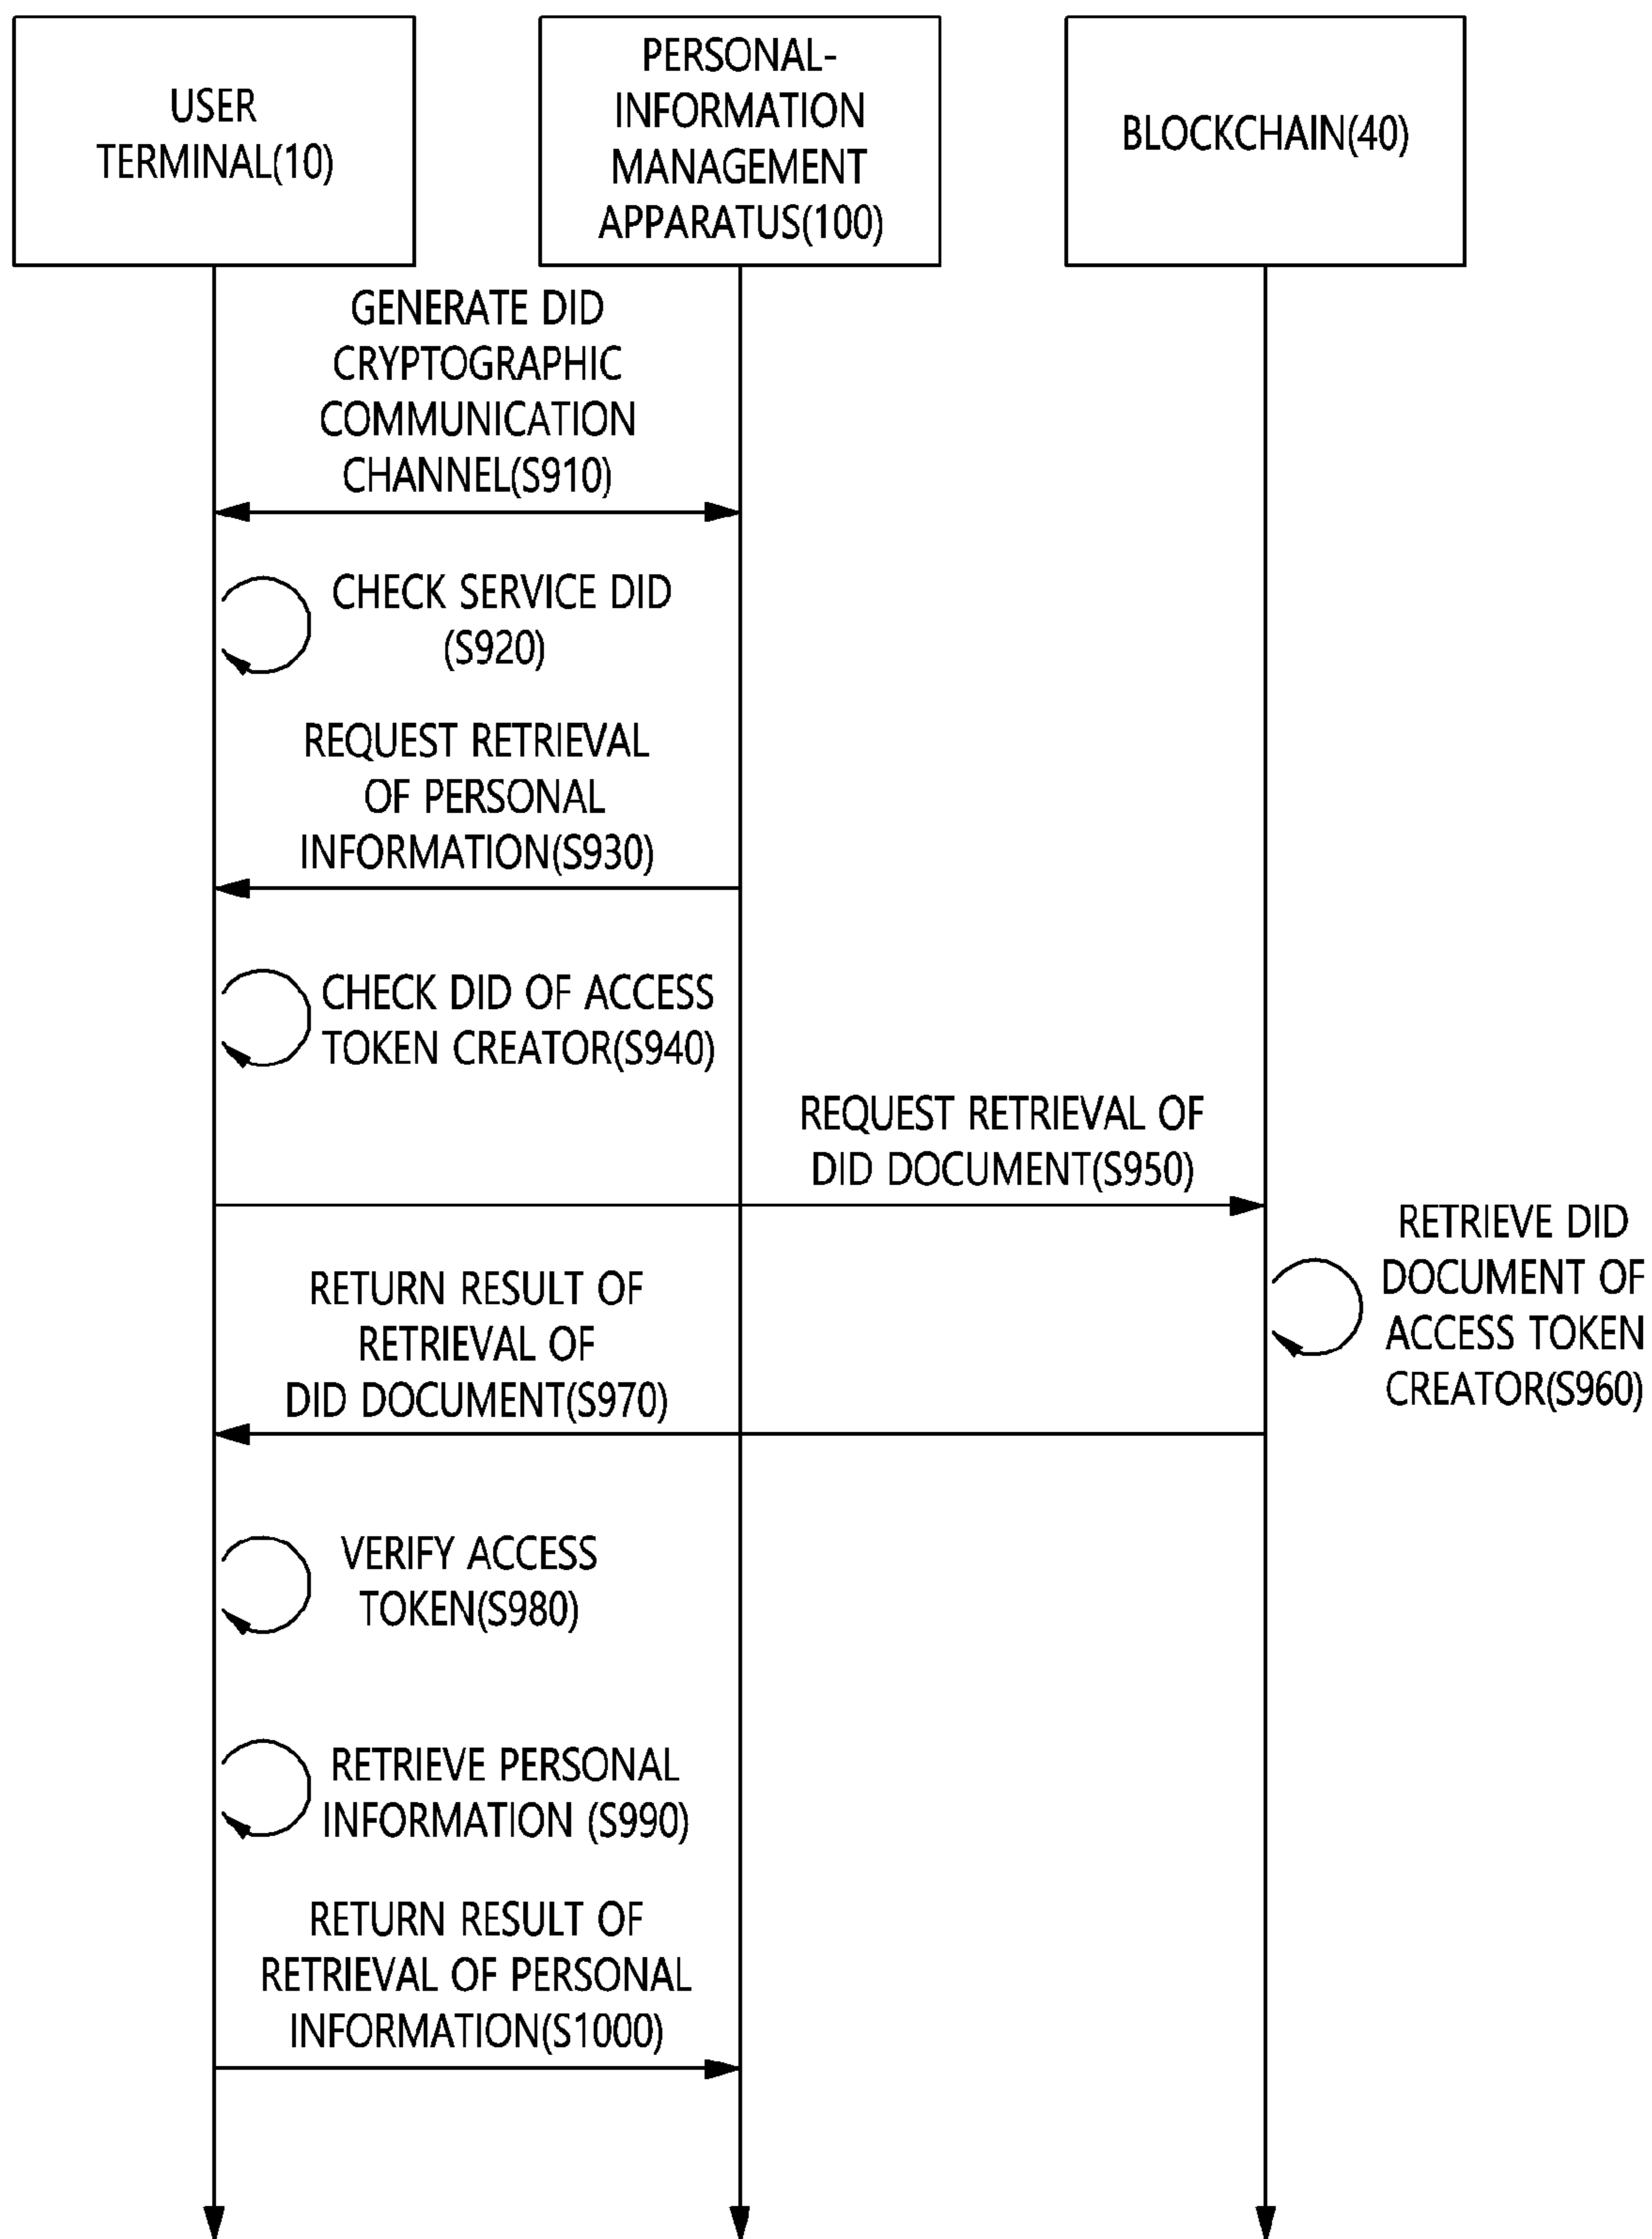 USER
TERMINAL(10)
PERSONAL-
INFORMATION
MANAGEMENT
APPARATUS(100)
BLOCKCHAIN(40)
GENERATE DID
CRYPTOGRAPHIC
COMMUNICATION
CHANNEL(S910)
CHECK SERVICE DID
(S920)
REQUEST RETRIEVAL
OF PERSONAL
INFORMATION(S930)
CHECK DID OF ACCESS
TOKEN CREATOR(S940)
REQUEST RETRIEVAL OF
DID DOCUMENT(S950)
RETRIEVE DID
DOCUMENT OF
ACCESS TOKEN
CREATOR(S960)
RETURN RESULT OF
RETRIEVAL OF
DID DOCUMENT(S970)
VERIFY ACCESS
TOKEN(S980)
RETRIEVE PERSONAL
INFORMATION (S990)
RETURN RESULT OF
RETRIEVAL OF PERSONAL
INFORMATION(S1000)